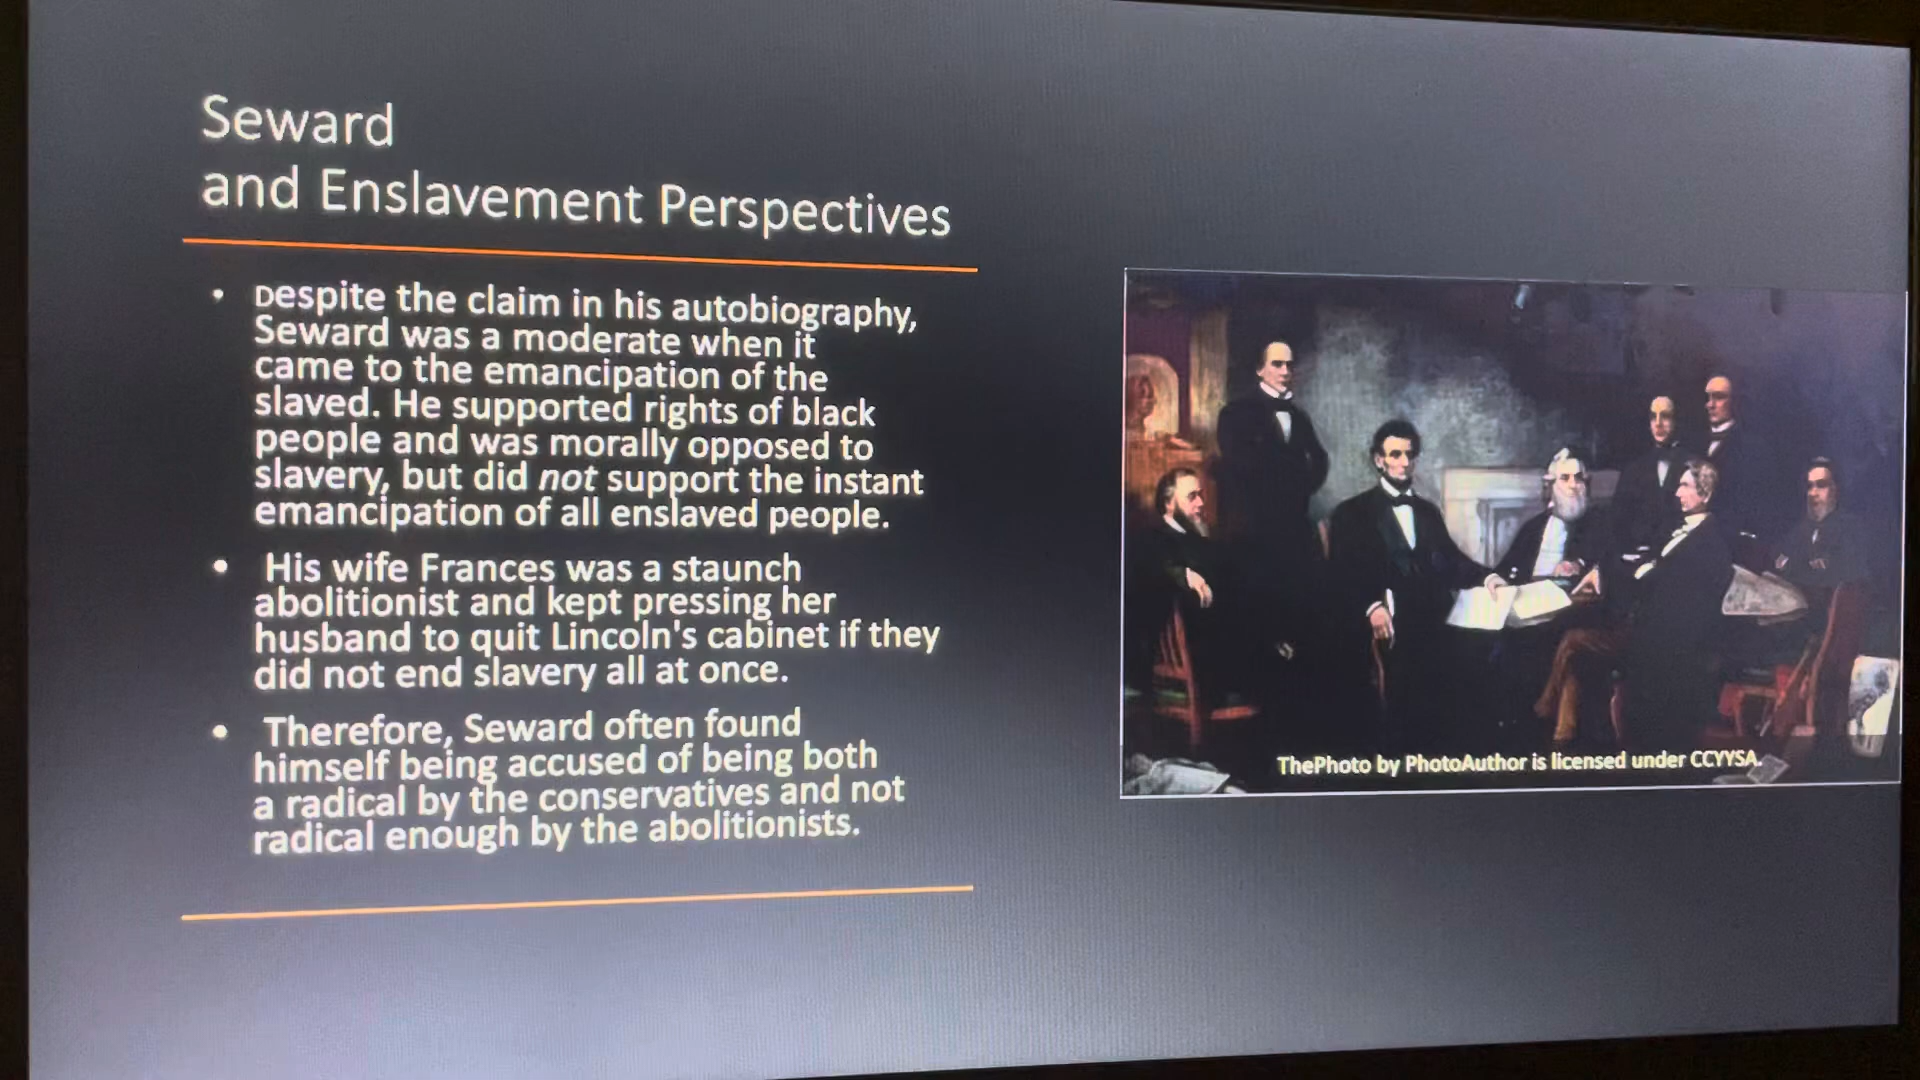 Seward
and Enslavement Perspectives
• Despite the claim in his autobiography,
Seward was a moderate when it
came to the emancipation of the
slaved. He supported rights of black
people and was morally opposed to
slavery, but did not support the instant
emancipation of all enslaved people.
• His wife Frances was a staunch
abolitionist and kept pressing her
husband to quit Lincoln's cabinet if they
did not end slavery all at once.
• Therefore, Seward often found
himself being accused of being both
a radical by the conservatives and not
radical enough by the abolitionists.
ThePhoto by PhotoAuthor is licensed under CCYYSA.